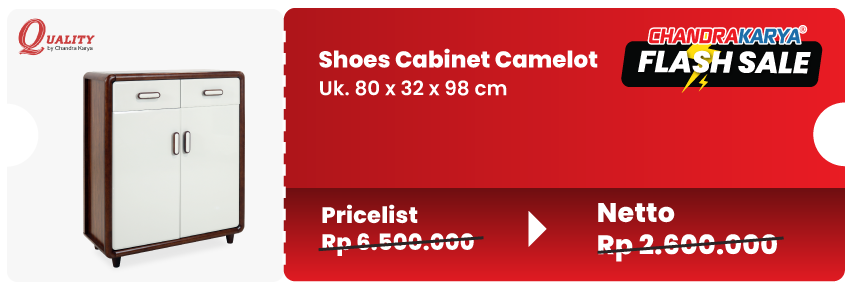 QUALITY
by Chandra Karya
Shoes Cabinet Camelot
Uk. 80 x 32 x 98 cm
CHANDRAKARYA®
FLASH SALE
Pricelist
Rp 6.500.000
Netto
Rp 2.600.000